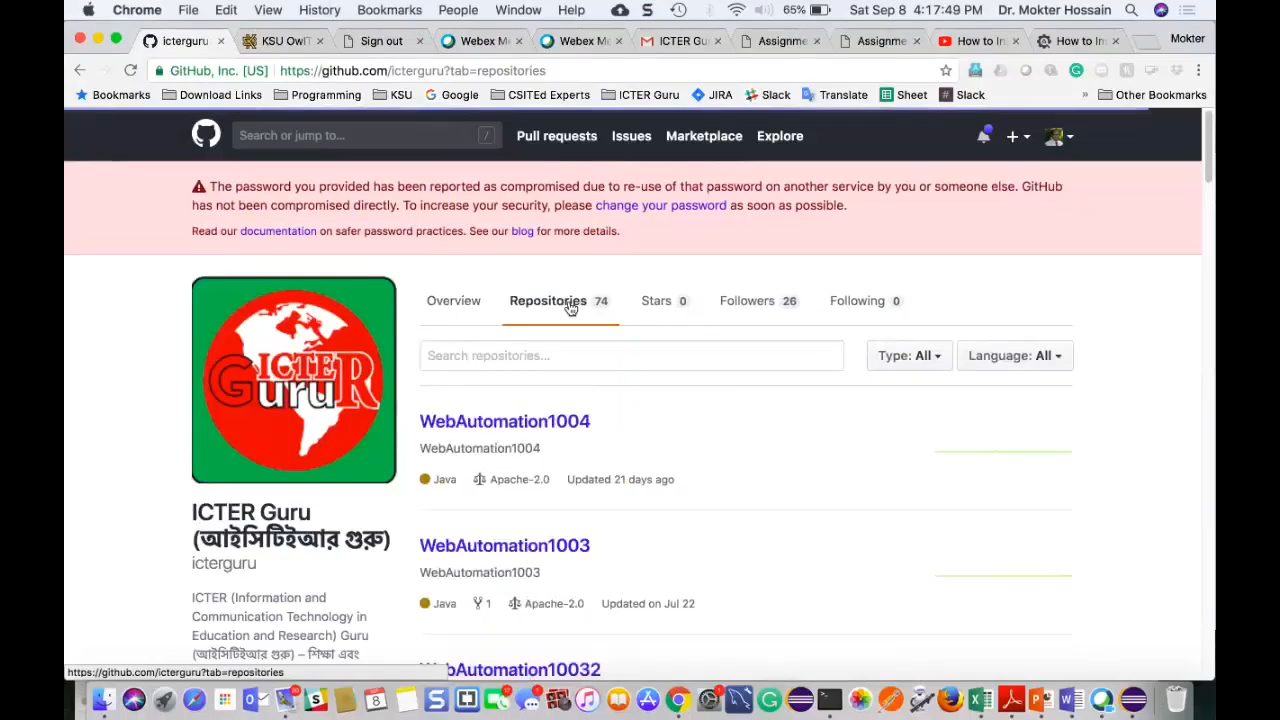 Chrome File Edit View History Bookmarks People Window Help 65% Sat Sep 8 4:17:49 PM Dr. Mokter Hossain
icterguru KSU OwlT Sign out Webex Me Webex Me ICTER Gu Assignme Assignme How to In How to Ins Mokter
GitHub, Inc. [US] https://github.com/icterguru?tab=repositories
Bookmarks Download Links Programming KSU Google CSITEd Experts ICTER Guru JIRA Slack Translate Sheet Slack » Other Bookmarks
Search or jump to... / Pull requests Issues Marketplace Explore
The password you provided has been reported as compromised due to re-use of that password on another service by you or someone else. GitHub
has not been compromised directly. To increase your security, please change your password as soon as possible.
Read our documentation on safer password practices. See our blog for more details.
Overview Repositories 74 Stars 0 Followers 26 Following 0
Search repositories... Type: All Language: All
ICTER
Guru
WebAutomation1004
WebAutomation1004
Java Apache-2.0 Updated 21 days ago
ICTER Guru
(আইসিটিইআর গুরু)
icterguru
WebAutomation1003
WebAutomation1003
Java 1 Apache-2.0 Updated on Jul 22
ICTER (Information and
Communication Technology in
Education and Research) Guru
(আইসিটিইআর গুরু) – শিক্ষা এবং
WebAutomation10032
https://github.com/icterguru?tab=repositories